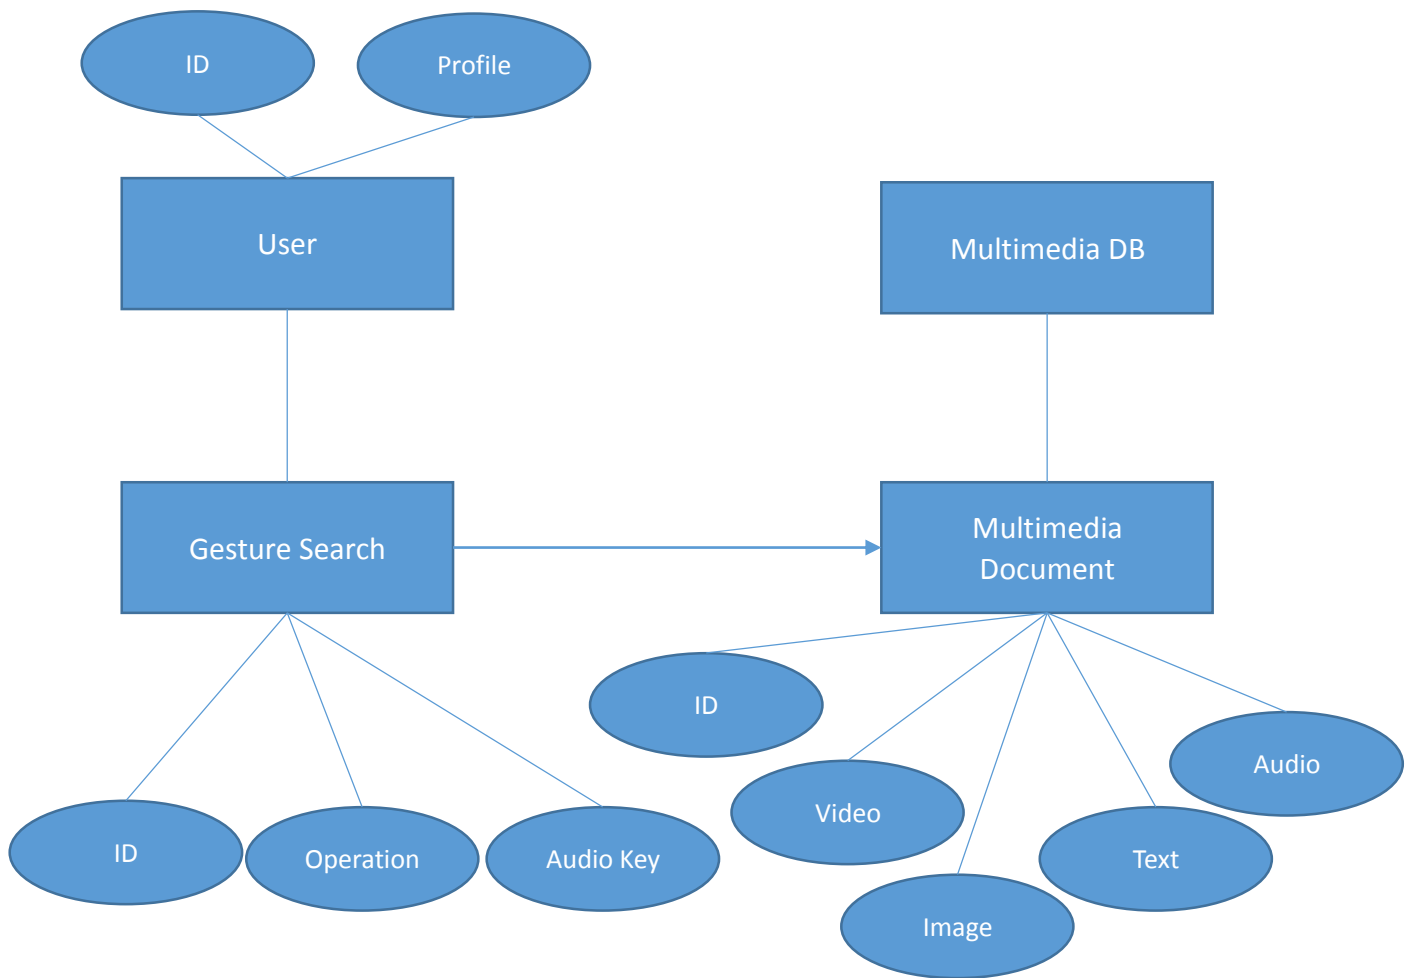 ID
Profile
User
Multimedia DB
Gesture Search
Multimedia
Document
ID
Audio
Video
ID
Operation
Audio Key
Text
Image